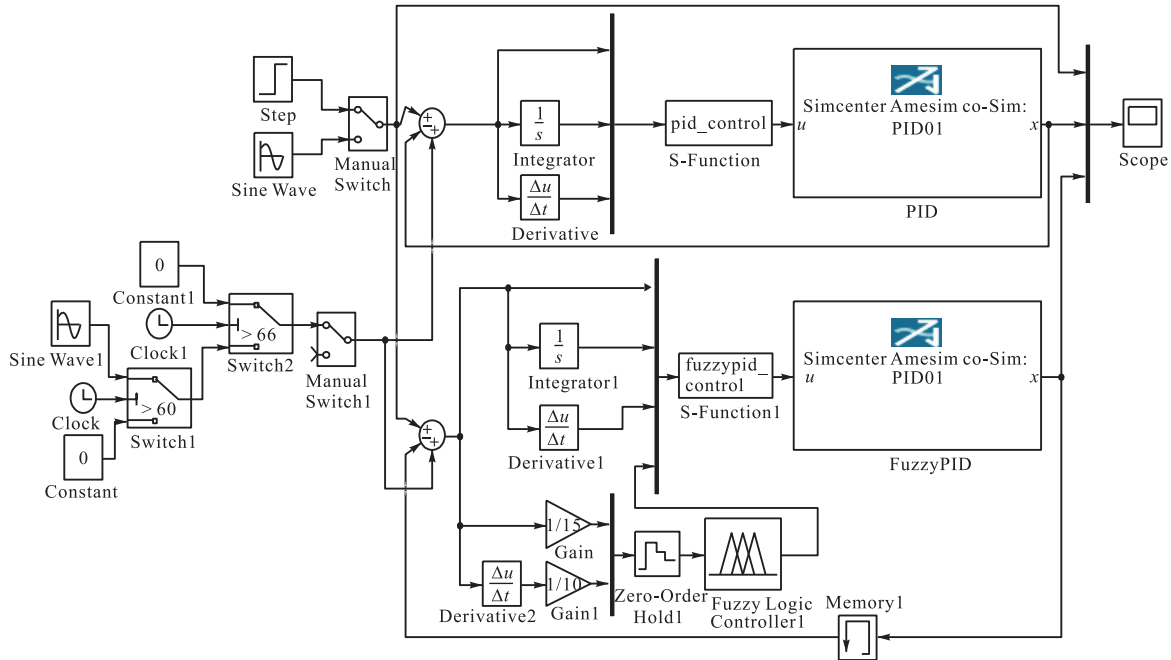 Step
Sine Wave
Manual
Switch
1
s
Integrator
Δu
Δt
Derivative
pid_control
S-Function
Simcenter Amesim co-Sim:
u
PID01
x
PID
Scope
0
Constant1
Sine Wave1
Clock1
> 66
Switch2
Manual
Switch1
Clock
> 60
Switch1
0
Constant
1
s
Integrator1
Δu
Δt
Derivative1
fuzzypid_
control
S-Function1
Simcenter Amesim co-Sim:
u
PID01
x
FuzzyPID
1/15
Gain
Δu
Δt
Derivative2
1/10
Gain1
Zero-Order
Hold1
Fuzzy Logic
Controller1
Memory1